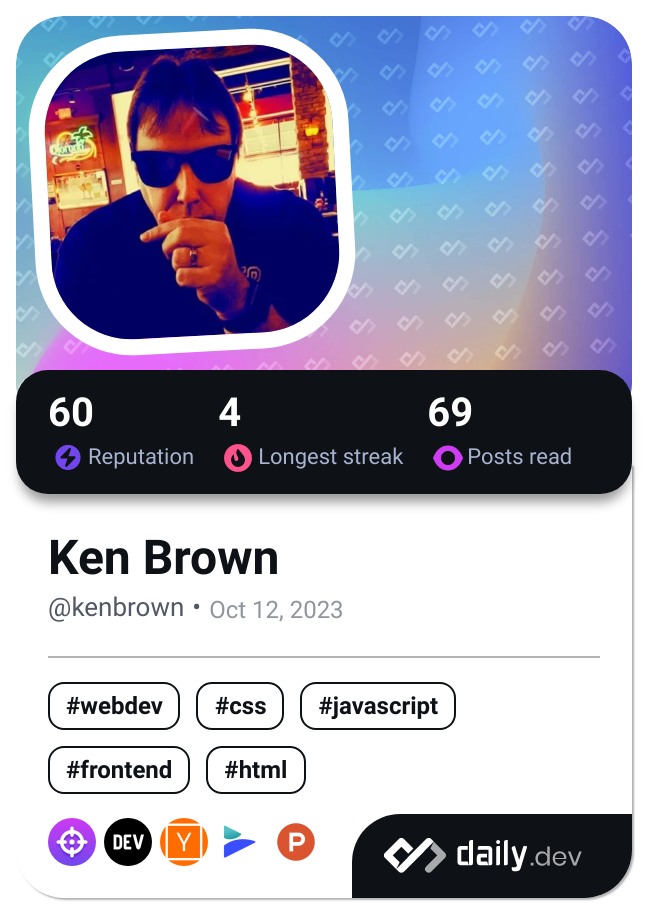 Corona
60 4 69
Reputation Longest streak Posts read
Ken Brown
@kenbrown • Oct 12, 2023
#webdev #css #javascript
#frontend #html
DEV Y P
daily.dev